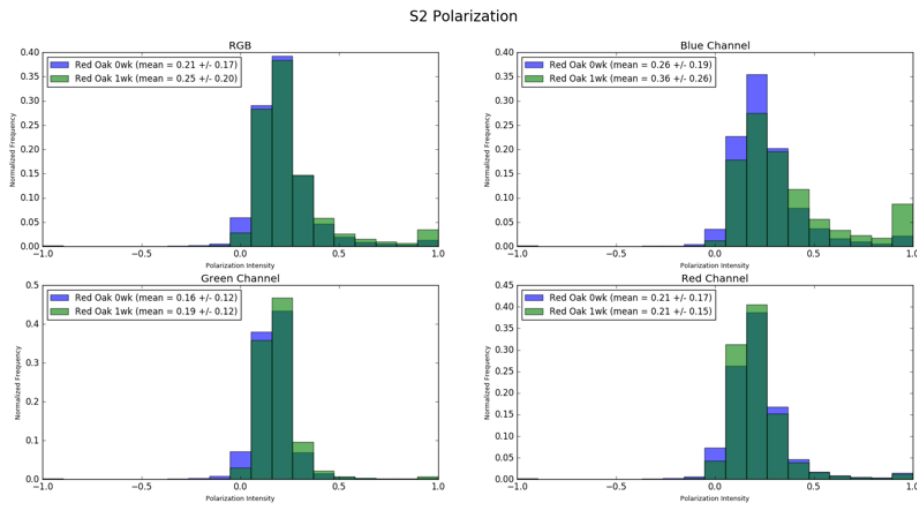 S2 Polarization
RGB
Red Oak 0wk (mean = 0.21 +/- 0.17)
Red Oak 1wk (mean = 0.25 +/- 0.20)
0.40
0.35
0.30
0.25
0.20
0.15
0.10
0.05
0.00
Normalized Frequency
−1.0 −0.5 0.0 0.5 1.0
Polarization Intensity
Blue Channel
Red Oak 0wk (mean = 0.26 +/- 0.19)
Red Oak 1wk (mean = 0.36 +/- 0.26)
0.40
0.35
0.30
0.25
0.20
0.15
0.10
0.05
0.00
Normalized Frequency
−1.0 −0.5 0.0 0.5 1.0
Polarization Intensity
Green Channel
Red Oak 0wk (mean = 0.16 +/- 0.12)
Red Oak 1wk (mean = 0.19 +/- 0.12)
0.5
0.4
0.3
0.2
0.1
0.0
Normalized Frequency
−1.0 −0.5 0.0 0.5 1.0
Polarization Intensity
Red Channel
Red Oak 0wk (mean = 0.21 +/- 0.17)
Red Oak 1wk (mean = 0.21 +/- 0.15)
0.45
0.40
0.35
0.30
0.25
0.20
0.15
0.10
0.05
0.00
Normalized Frequency
−1.0 −0.5 0.0 0.5 1.0
Polarization Intensity